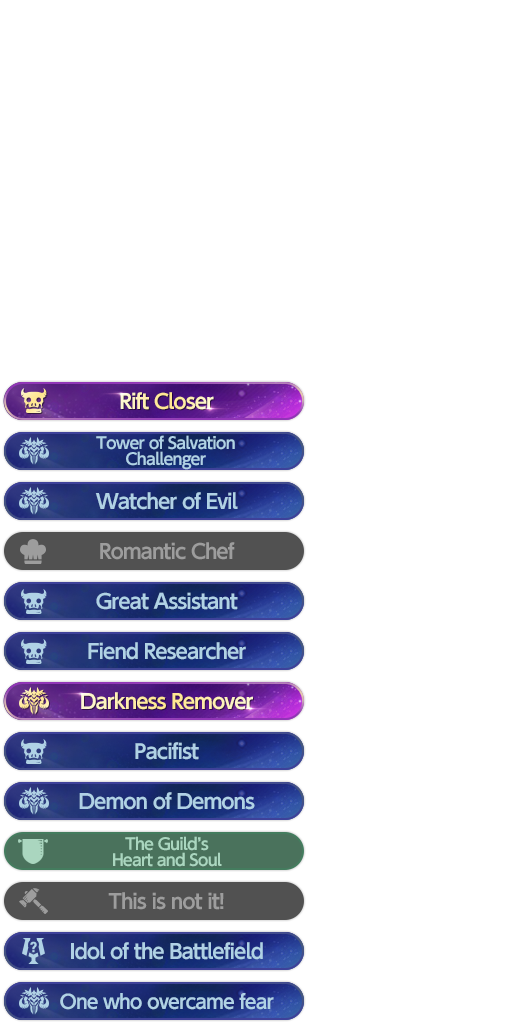 Rift Closer
Tower of Salvation
Challenger
Watcher of Evil
Romantic Chef
Great Assistant
Fiend Researcher
Darkness Remover
Pacifist
Demon of Demons
The Guild's
Heart and Soul
This is not it!
Idol of the Battlefield
One who overcame fear